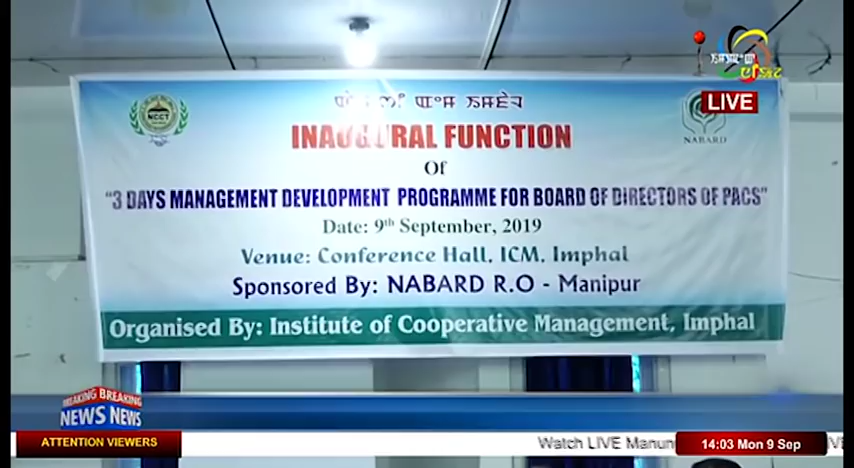 LIVE
NCCT
NABARD
INAUGURAL FUNCTION
Of
"3 DAYS MANAGEMENT DEVELOPMENT PROGRAMME FOR BOARD OF DIRECTORS OF PACS"
Date: 9th September, 2019
Venue: Conference Hall, ICM, Imphal
Sponsored By: NABARD R.O - Manipur
Organised By: Institute of Cooperative Management, Imphal
BREAKING BREAKING
NEWS NEWS
ATTENTION VIEWERS
Watch LIVE
14:03 Mon 9 Sep